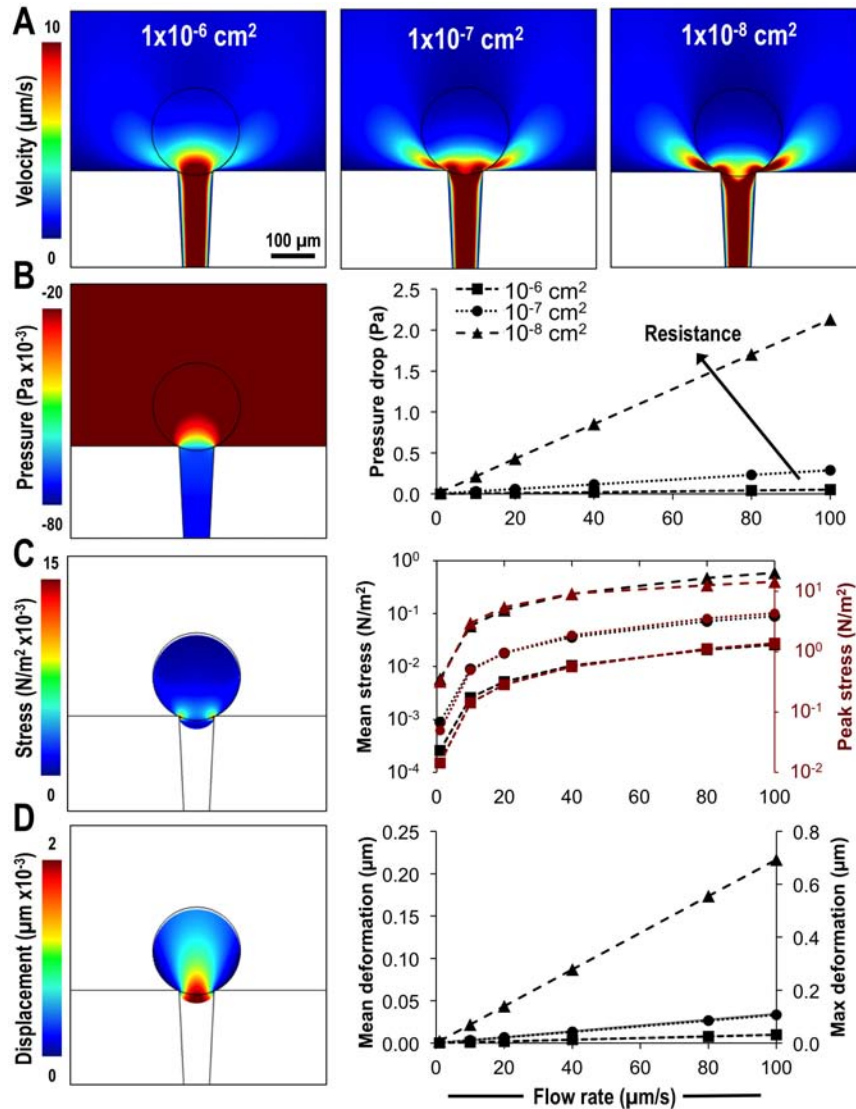 A
1x10⁻⁶ cm²
1x10⁻⁷ cm²
1x10⁻⁸ cm²
10
Velocity (µm/s)
0
100 µm
B
-20
Pressure (Pa x10⁻³)
-80
2.5
2.0
1.5
1.0
0.5
0.0
Pressure drop (Pa)
10⁻⁶ cm²
10⁻⁷ cm²
10⁻⁸ cm²
Resistance
0 20 40 60 80 100
C
15
Stress (N/m² x10⁻³)
0
10⁰
10⁻¹
10⁻²
10⁻³
10⁻⁴
Mean stress (N/m²)
10¹
10⁰
10⁻¹
10⁻²
Peak stress (N/m²)
0 20 40 60 80 100
D
2
Displacement (µm x10⁻³)
0
0.25
0.20
0.15
0.10
0.05
0.00
Mean deformation (µm)
0.8
0.6
0.4
0.2
0.0
Max deformation (µm)
0 20 40 60 80 100
Flow rate (µm/s)